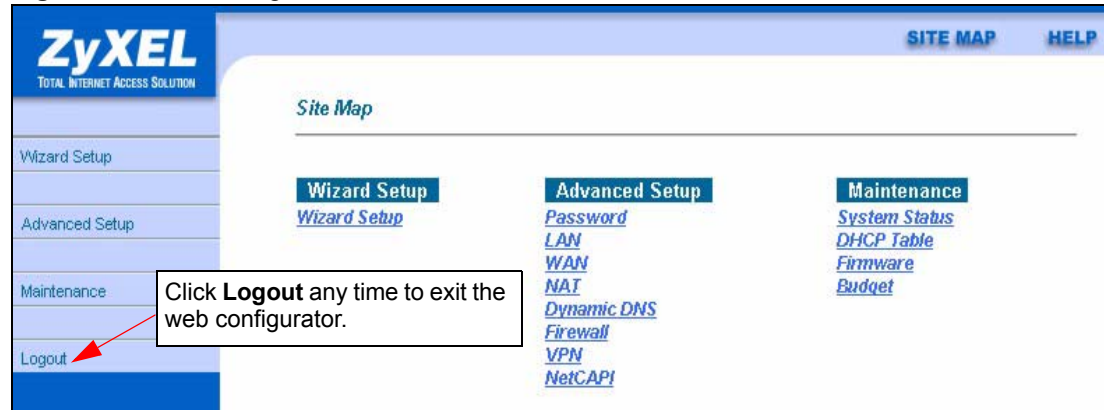 ZyXEL
TOTAL INTERNET ACCESS SOLUTION
SITE MAP HELP
Site Map
Wizard Setup
Advanced Setup
Maintenance
Logout
Click Logout any time to exit the
web configurator.
Wizard Setup
Wizard Setup
Advanced Setup
Password
LAN
WAN
NAT
Dynamic DNS
Firewall
VPN
NetCAPI
Maintenance
System Status
DHCP Table
Firmware
Budget